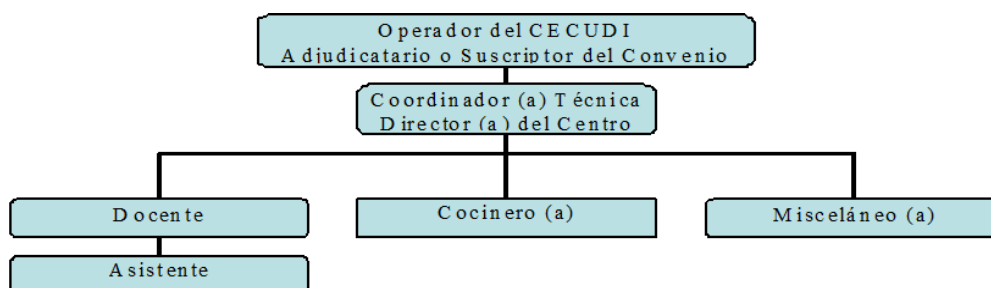 Operador del CECUDI
Adjudicatario o Suscriptor del Convenio
Coordinador (a) Técnica
Director (a) del Centro
Docente
Cocinero (a)
Misceláneo (a)
Asistente